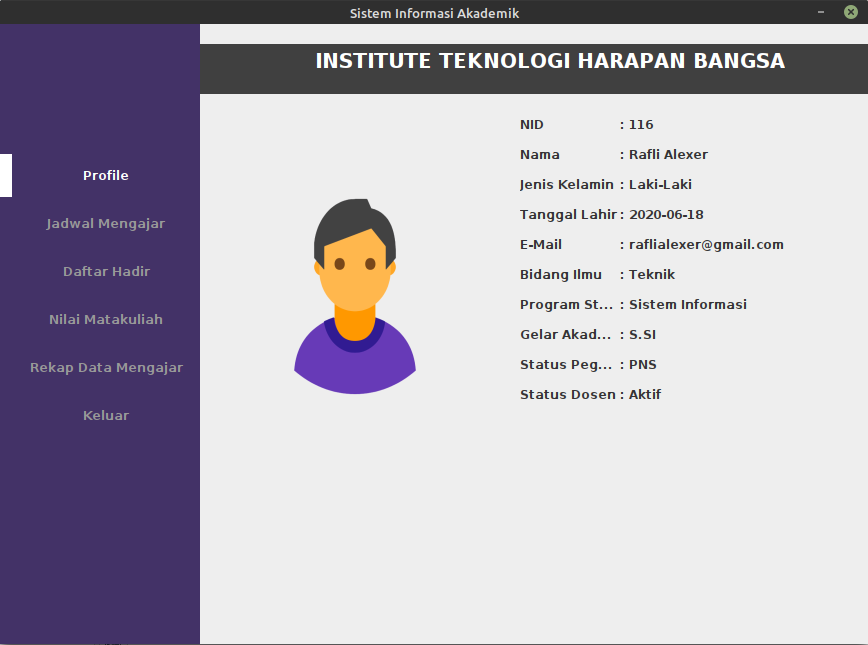 Sistem Informasi Akademik
INSTITUTE TEKNOLOGI HARAPAN BANGSA
Profile
Jadwal Mengajar
Daftar Hadir
Nilai Matakuliah
Rekap Data Mengajar
Keluar
NID : 116
Nama : Rafli Alexer
Jenis Kelamin : Laki-Laki
Tanggal Lahir : 2020-06-18
E-Mail : raflialexer@gmail.com
Bidang Ilmu : Teknik
Program St... : Sistem Informasi
Gelar Akad... : S.SI
Status Peg... : PNS
Status Dosen : Aktif